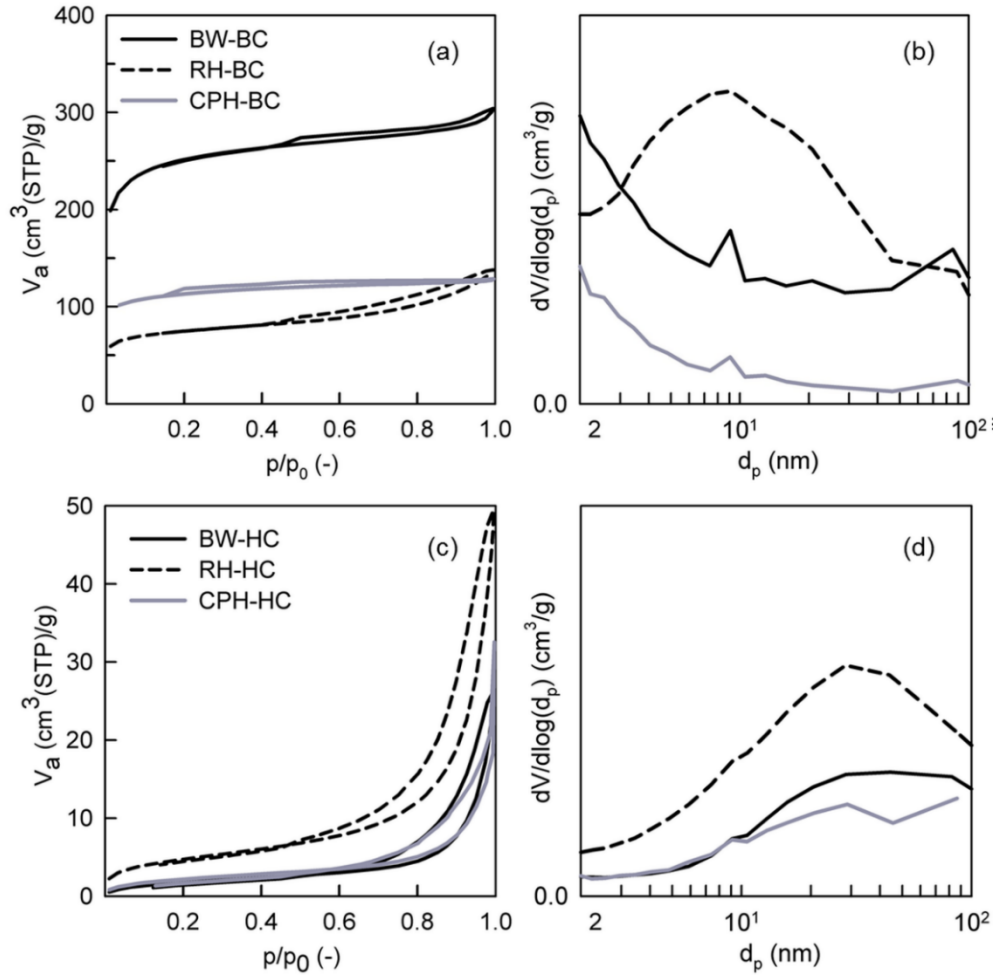 400
300
200
100
0
V_a (cm^3(STP)/g)
BW-BC
RH-BC
CPH-BC
(a)
0.2 0.4 0.6 0.8 1.0
p/p_0 (-)
(b)
dV/dlog(d_p) (cm^3/g)
0.0
2 10^1 10^2
d_p (nm)
50
40
30
20
10
0
V_a (cm^3(STP)/g)
BW-HC
RH-HC
CPH-HC
(c)
0.2 0.4 0.6 0.8 1.0
p/p_0 (-)
(d)
dV/dlog(d_p) (cm^3/g)
0.0
2 10^1 10^2
d_p (nm)